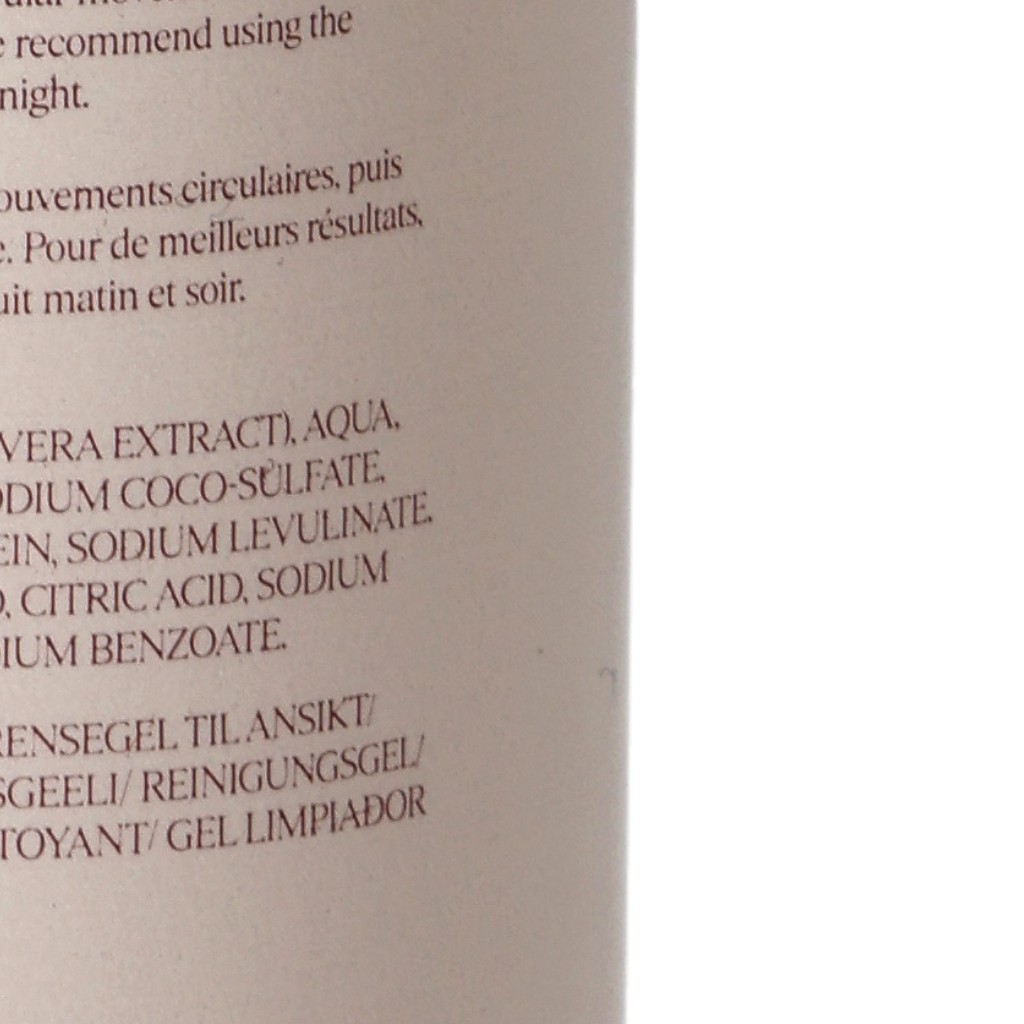 recommend using the
night.
ouvements circulaires, puis
e. Pour de meilleurs résultats,
uit matin et soir.
VERA EXTRACT), AQUA,
ODIUM COCO-SULFATE,
EIN, SODIUM LEVULINATE,
CITRIC ACID, SODIUM
IUM BENZOATE.
RENSEGEL TIL ANSIKT/
SGEELI/ REINIGUNGSGEL/
TOYANT/ GEL LIMPIADOR